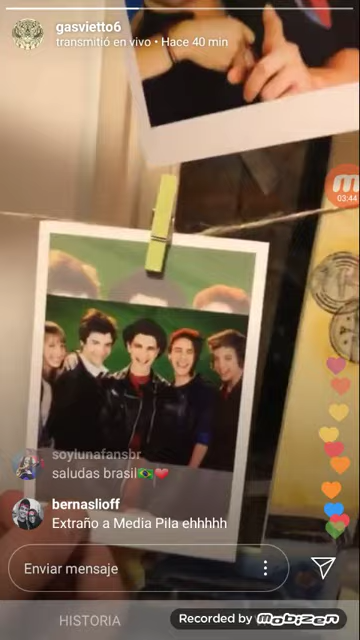 gasvietto6
transmitió en vivo • Hace 40 min
03:44
soylunafansbr
saludas brasil🇧🇷❤️
bernaslioff
Extraño a Media Pila ehhhhh
Enviar mensaje
HISTORIA
Recorded by Mobizen